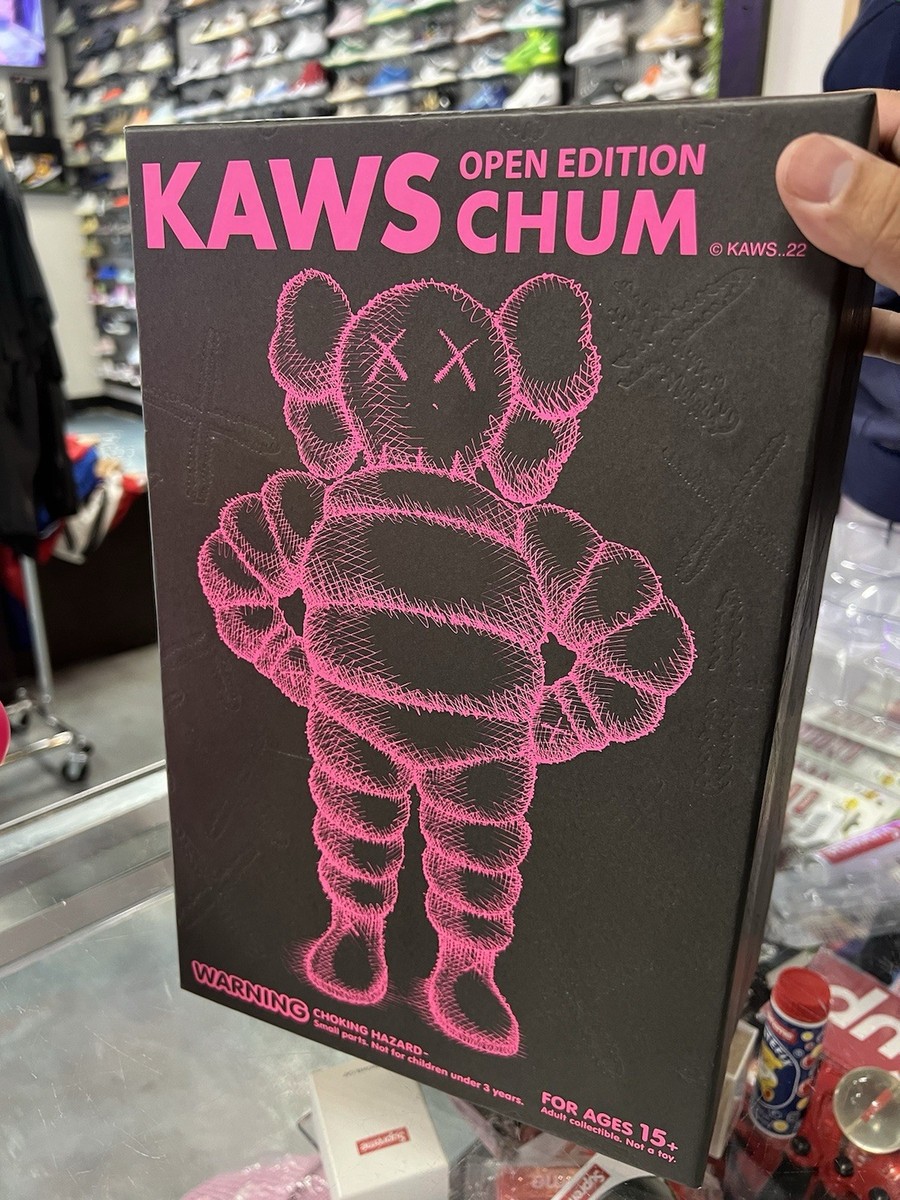 KAWS OPEN EDITION
CHUM
© KAWS..22
WARNING CHOKING HAZARD-
Small parts. Not for children under 3 years.
FOR AGES 15+
Adult collectible. Not a toy.
Supreme